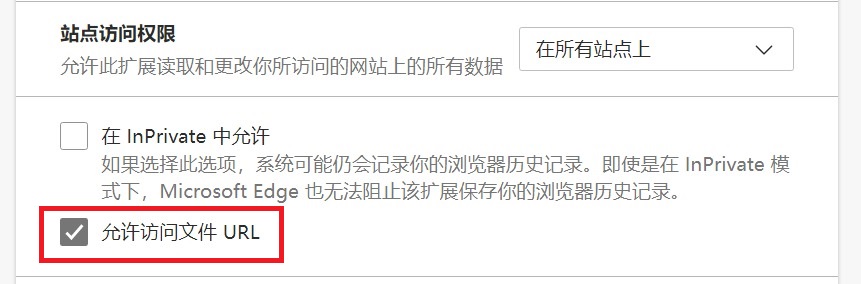 站点访问权限
允许此扩展读取和更改你所访问的网站上的所有数据
在所有站点上
在 InPrivate 中允许
如果选择此选项，系统可能仍会记录你的浏览器历史记录。即使是在 InPrivate 模
式下，Microsoft Edge 也无法阻止该扩展保存你的浏览器历史记录。
允许访问文件 URL